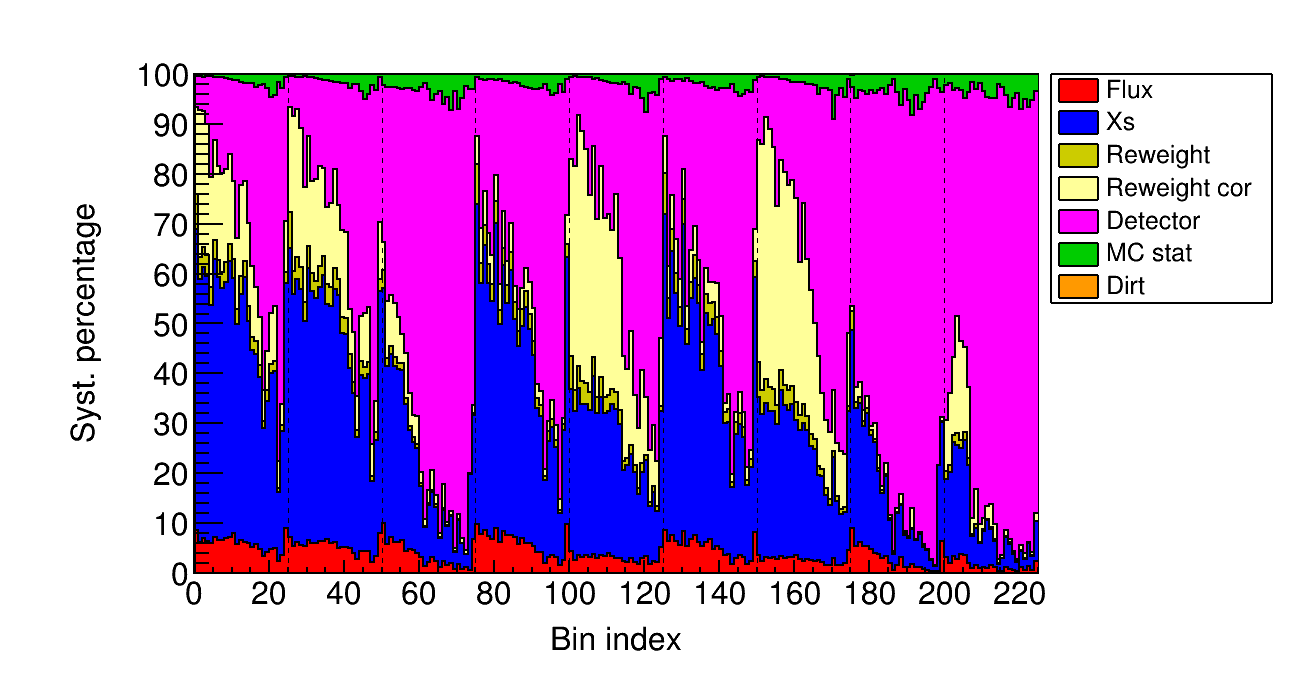 100
90
80
70
60
50
40
30
20
10
0
Syst. percentage
0 20 40 60 80 100 120 140 160 180 200 220
Bin index
Flux
Xs
Reweight
Reweight cor
Detector
MC stat
Dirt